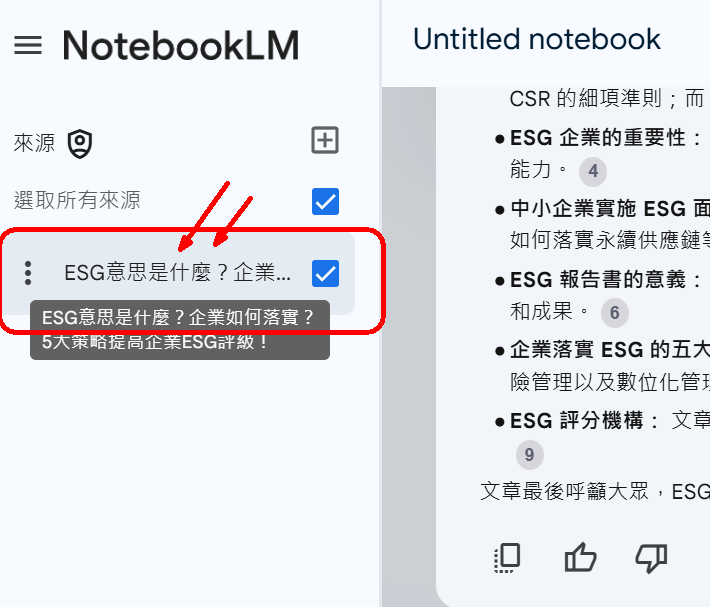 NotebookLM
來源
選取所有來源
ESG意思是什麼？企業...
ESG意思是什麼？企業如何落實？
5大策略提高企業ESG評級！
Untitled notebook
CSR 的細項準則；而
●ESG 企業的重要性：
能力。 4
●中小企業實施 ESG 面
如何落實永續供應鏈等
●ESG 報告書的意義：
和成果。 6
●企業落實 ESG 的五大
險管理以及數位化管理
●ESG 評分機構： 文章
9
文章最後呼籲大眾，ESG